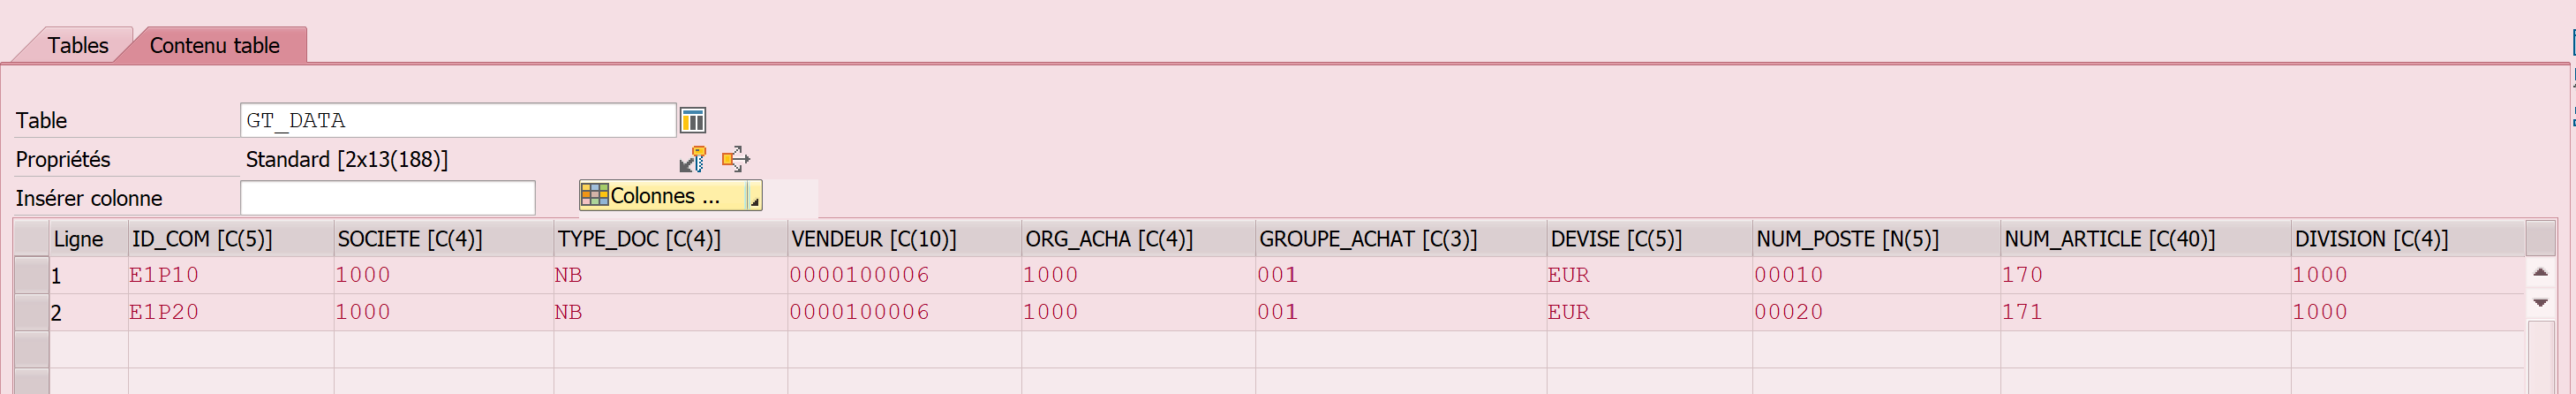 Tables Contenu table
Table GT_DATA
Propriétés Standard [2x13(188)]
Insérer colonne Colonnes ...
Ligne ID_COM [C(5)] SOCIETE [C(4)] TYPE_DOC [C(4)] VENDEUR [C(10)] ORG_ACHA [C(4)] GROUPE_ACHAT [C(3)] DEVISE [C(5)] NUM_POSTE [N(5)] NUM_ARTICLE [C(40)] DIVISION [C(4)]
1 E1P10 1000 NB 0000100006 1000 001 EUR 00010 170 1000
2 E1P20 1000 NB 0000100006 1000 001 EUR 00020 171 1000